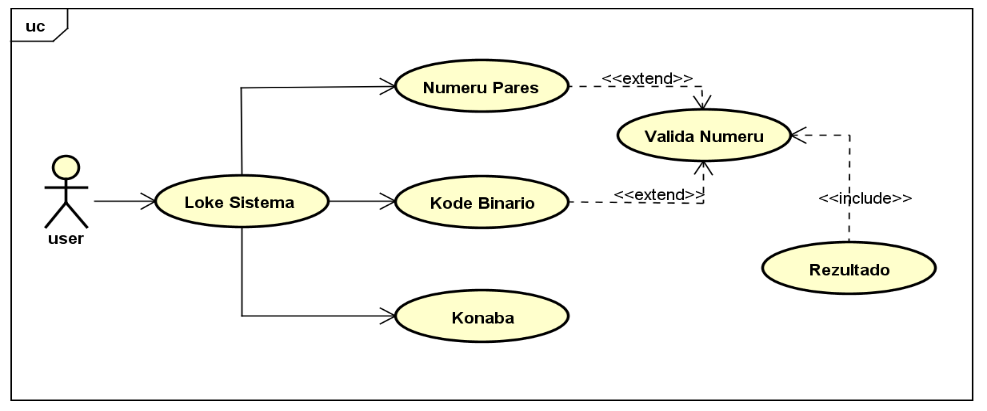 uc
Numeru Pares
<<extend>>
Valida Numeru
Loke Sistema
Kode Binario
<<extend>>
<<include>>
user
Rezultado
Konaba